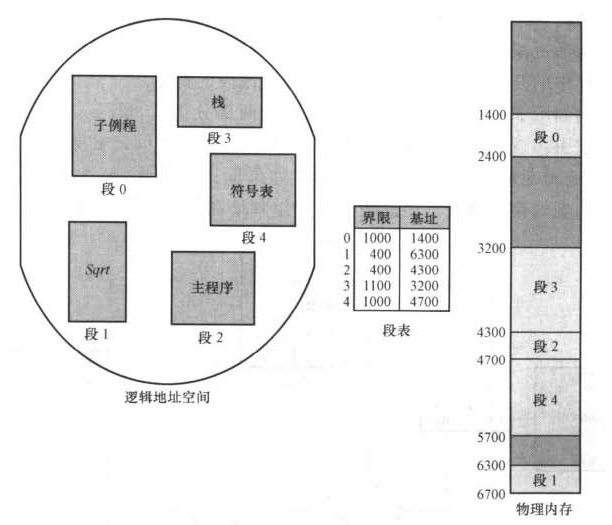 子例程
段 0
栈
段 3
符号表
段 4
Sqrt
段 1
主程序
段 2
逻辑地址空间
界限 基址
0 1000 1400
1 400 6300
2 400 4300
3 1100 3200
4 1000 4700
段表
1400
段 0
2400
3200
段 3
4300
段 2
4700
段 4
5700
6300
段 1
6700
物理内存